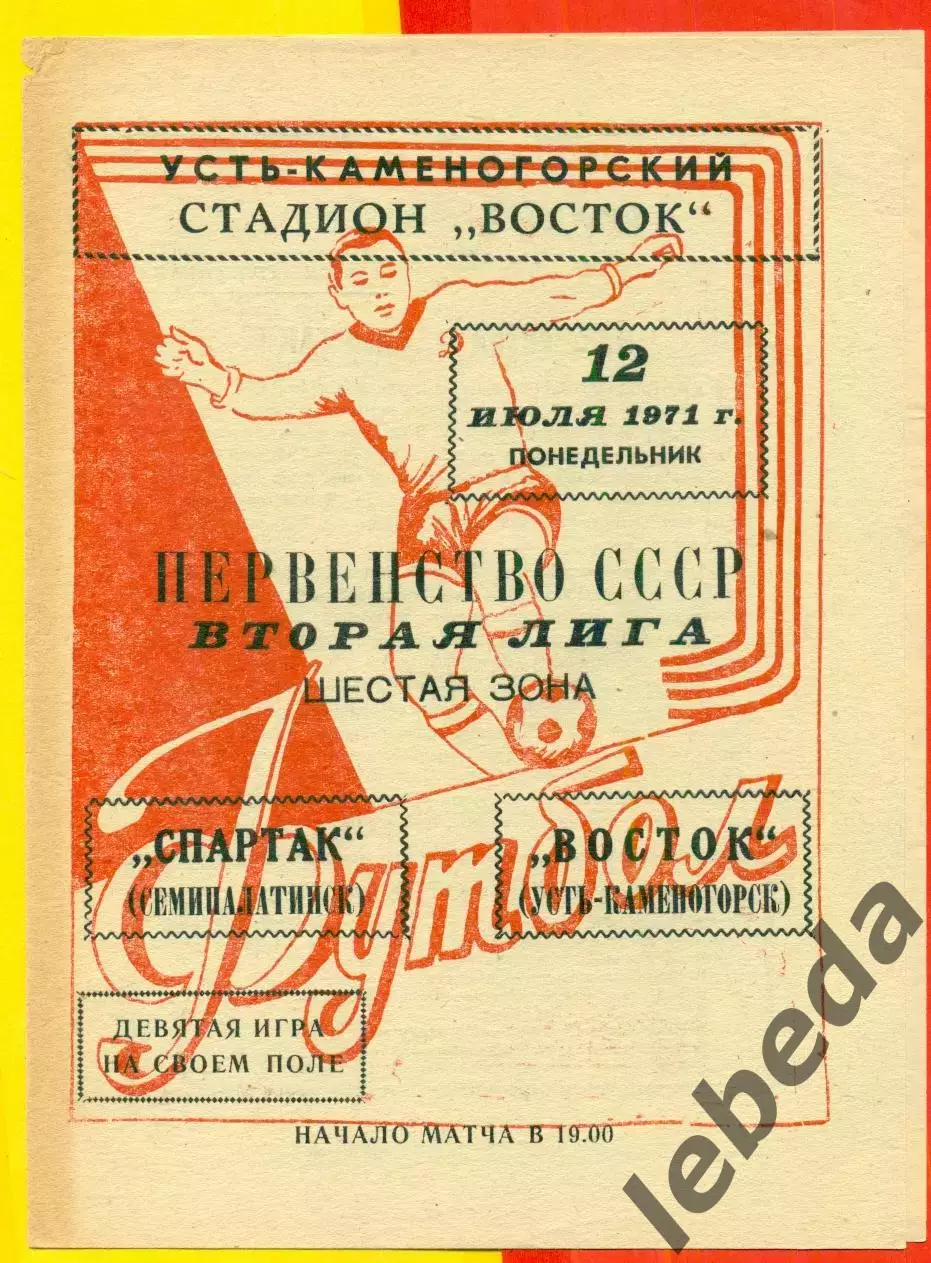 УСТЬ-КАМЕНОГОРСКИЙ
СТАДИОН „ВОСТОК“
12
ИЮЛЯ 1971 г.
ПОНЕДЕЛЬНИК
ПЕРВЕНСТВО СССР
ВТОРАЯ ЛИГА
ШЕСТАЯ ЗОНА
Футбол
„СПАРТАК“
(СЕМИПАЛАТИНСК)
„ВОСТОК“
(УСТЬ-КАМЕНОГОРСК)
ДЕВЯТАЯ ИГРА
НА СВОЕМ ПОЛЕ
НАЧАЛО МАТЧА В 19.00
lebeda